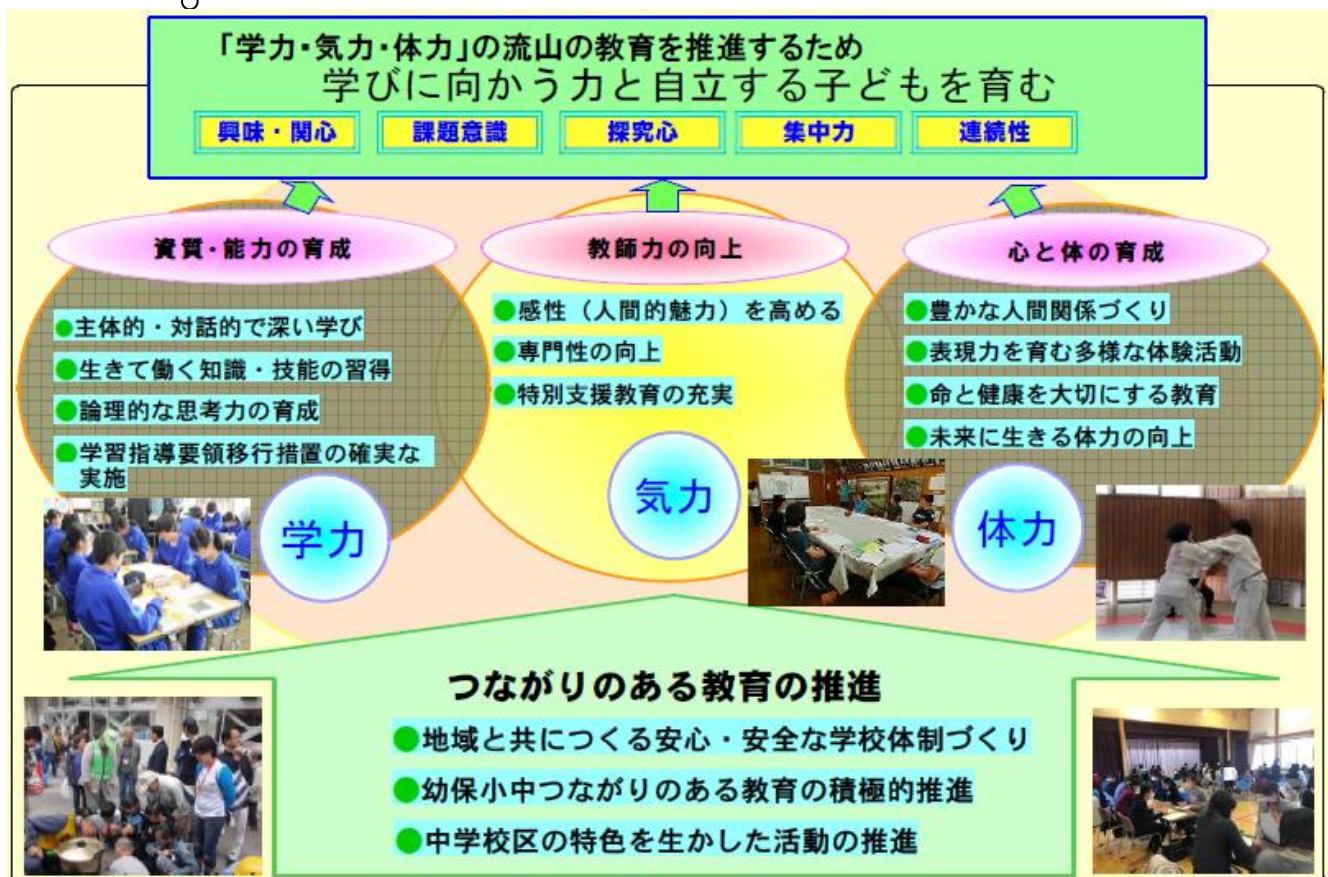 「学力・気力・体力」の流山の教育を推進するため
学びに向かう力と自立する子どもを育む
興味・関心
課題意識
探究心
集中力
連続性
資質・能力の育成
●主体的・対話的で深い学び
●生きて働く知識・技能の習得
●論理的な思考力の育成
●学習指導要領移行措置の確実な
実施
学力
教師力の向上
●感性（人間的魅力）を高める
●専門性の向上
●特別支援教育の充実
気力
心と体の育成
●豊かな人間関係づくり
●表現力を育む多様な体験活動
●命と健康を大切にする教育
●未来に生きる体力の向上
体力
つながりのある教育の推進
●地域と共につくる安心・安全な学校体制づくり
●幼保小中つながりのある教育の積極的推進
●中学校区の特色を生かした活動の推進